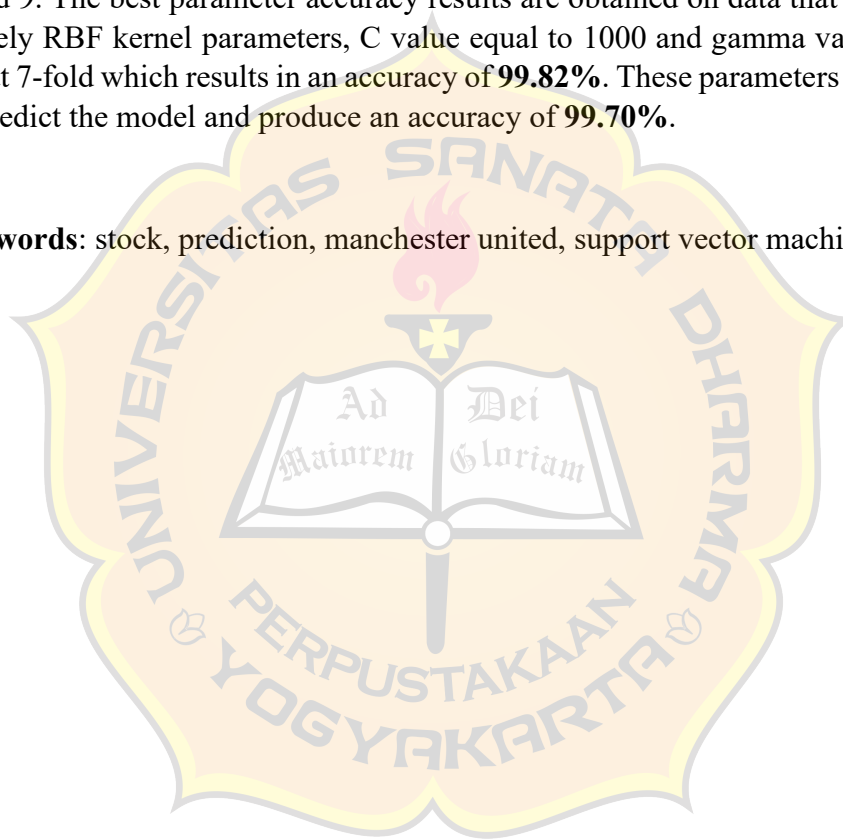 d 9. The best parameter accuracy results are obtained on data that
ely RBF kernel parameters, C value equal to 1000 and gamma va
t 7-fold which results in an accuracy of 99.82%. These parameters
edict the model and produce an accuracy of 99.70%.
words: stock, prediction, manchester united, support vector machi
UNIVERSITAS SANATA DHARMA
Ad Dei
Maiorem Gloriam
PERPUSTAKAAN
YOGYAKARTA